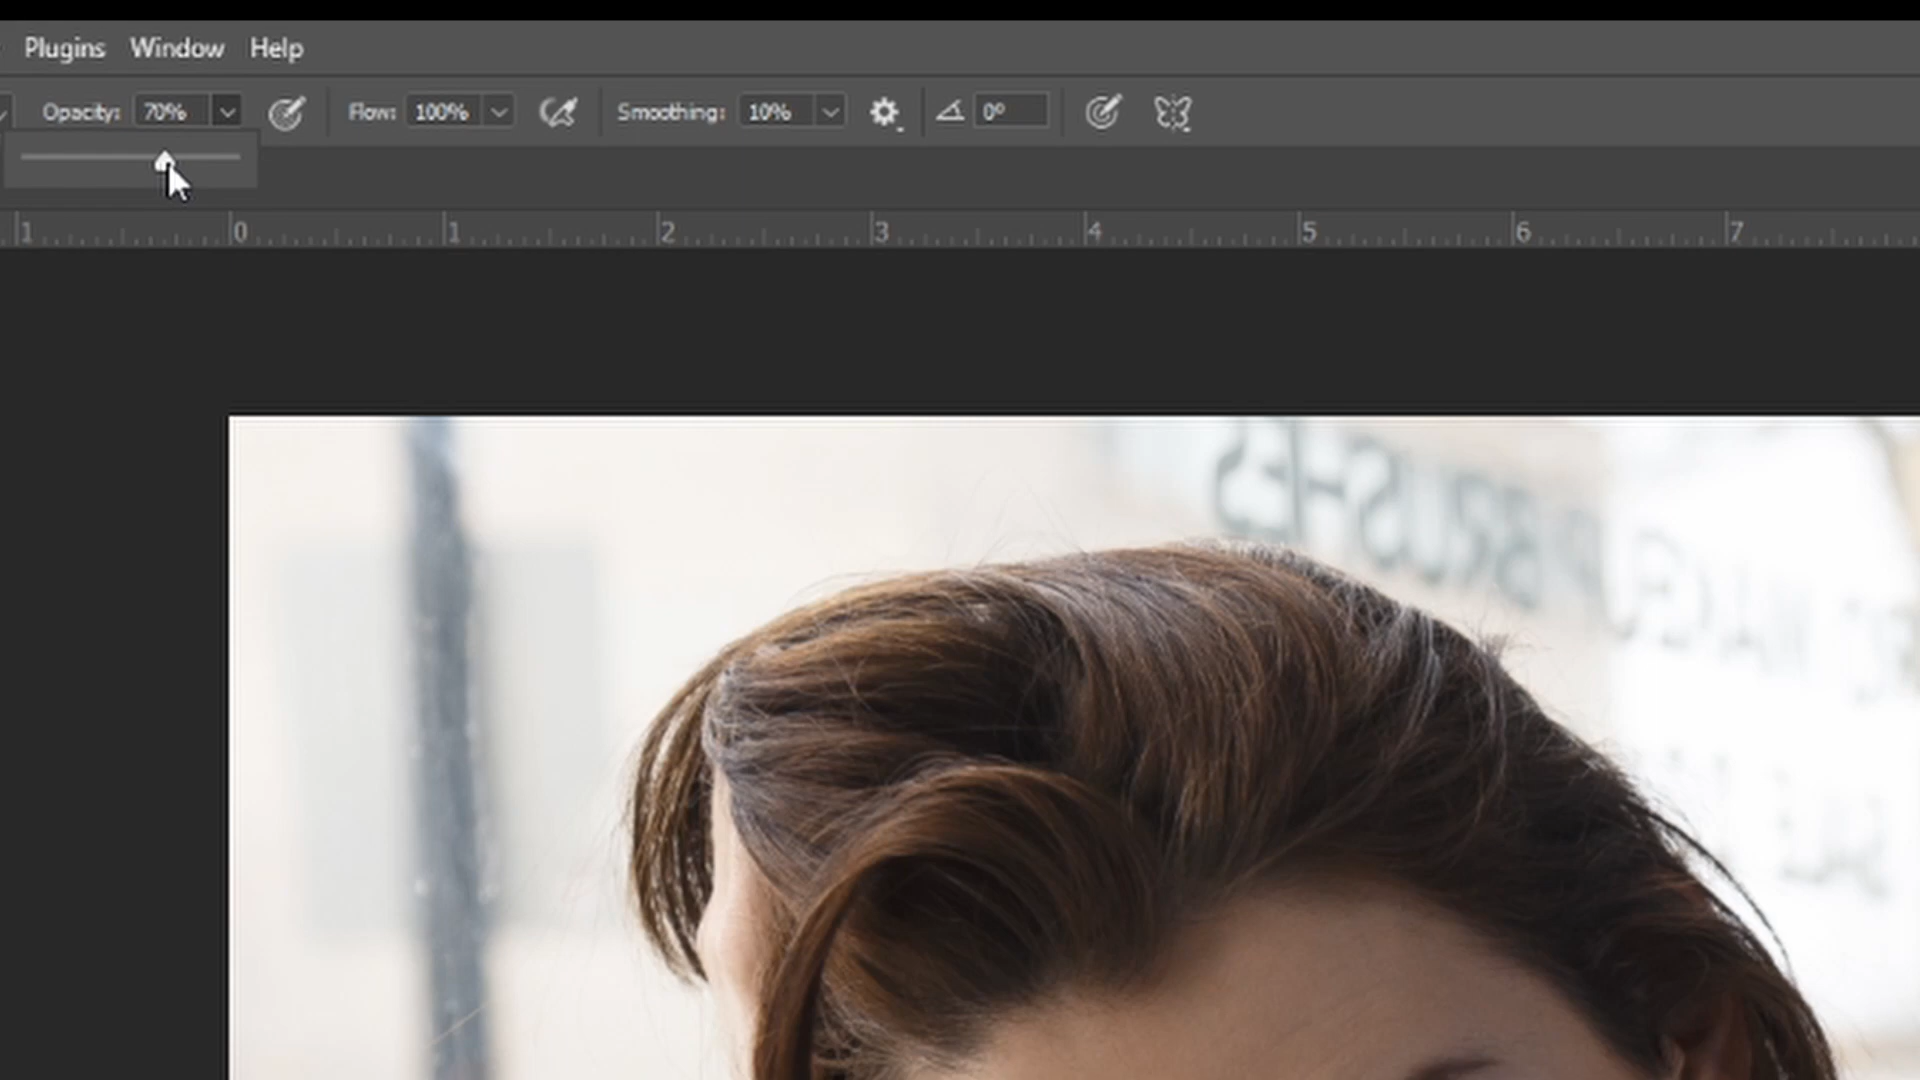 Plugins Window Help
Opacity: 70% Flow: 100% Smoothing: 10% 0°
1 0 1 2 3 4 5 6 7
BRUSHES